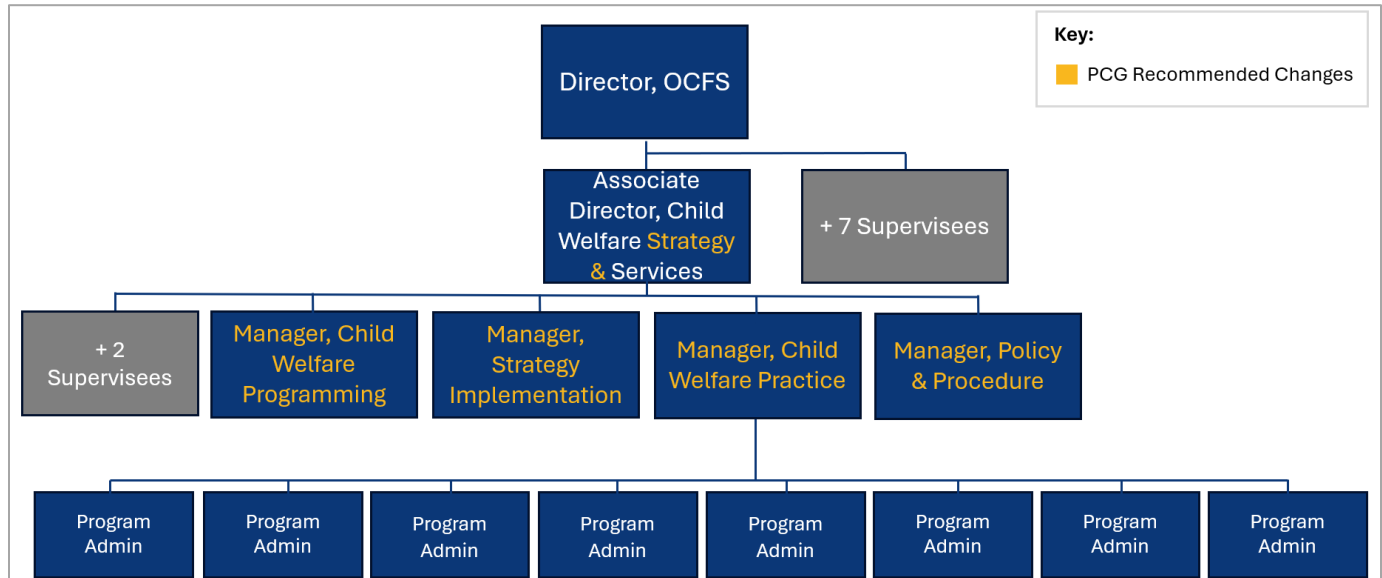 Key:
PCG Recommended Changes
Director, OCFS
Associate
Director, Child
Welfare Strategy
& Services
+ 7 Supervisees
+ 2
Supervisees
Manager, Child
Welfare
Programming
Manager,
Strategy
Implementation
Manager, Child
Welfare Practice
Manager, Policy
& Procedure
Program
Admin
Program
Admin
Program
Admin
Program
Admin
Program
Admin
Program
Admin
Program
Admin
Program
Admin